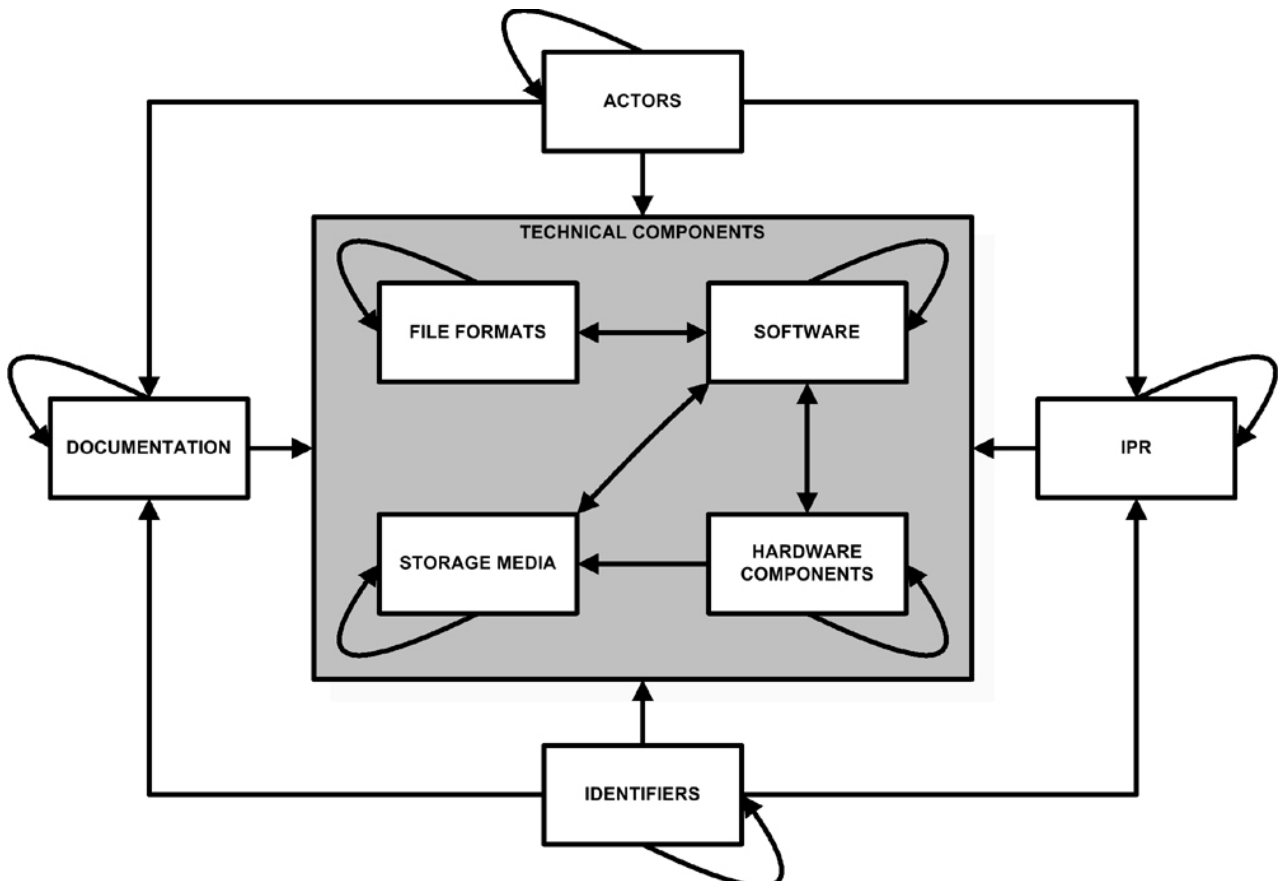 ACTORS
TECHNICAL COMPONENTS
FILE FORMATS
SOFTWARE
DOCUMENTATION
IPR
STORAGE MEDIA
HARDWARE
COMPONENTS
IDENTIFIERS